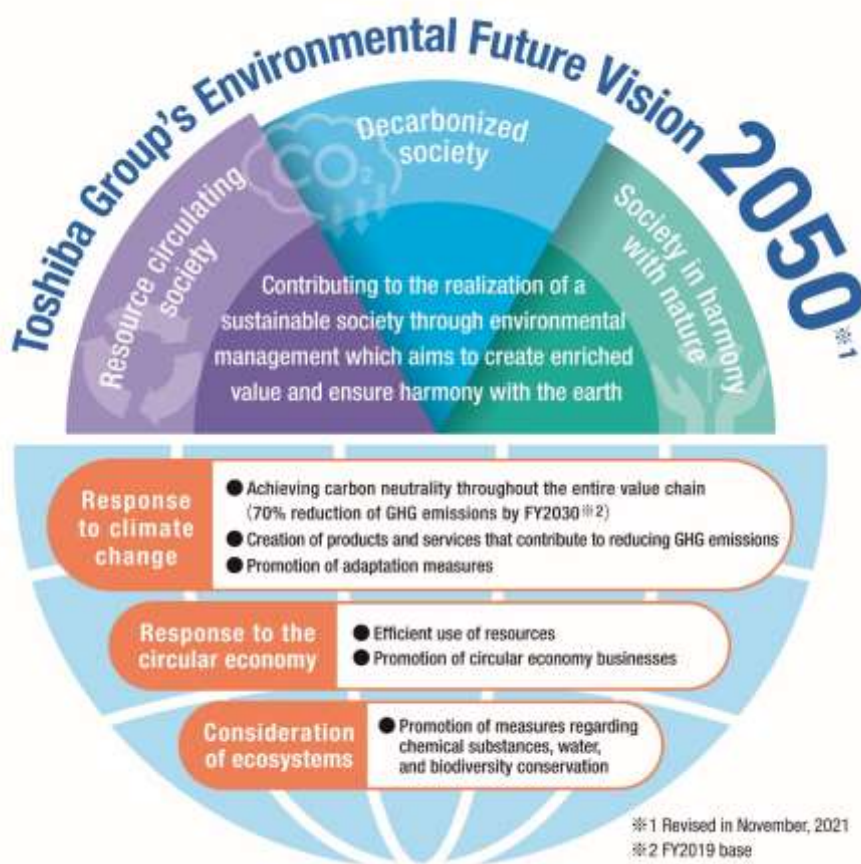 Toshiba Group's Environmental Future Vision 2050※1
Resource circulating
society
CO2
Decarbonized
society
Society in harmony
with nature
Contributing to the realization of a
sustainable society through environmental
management which aims to create enriched
value and ensure harmony with the earth
Response
to climate
change
● Achieving carbon neutrality throughout the entire value chain
(70% reduction of GHG emissions by FY2030※2)
● Creation of products and services that contribute to reducing GHG emissions
● Promotion of adaptation measures
Response to the
circular economy
● Efficient use of resources
● Promotion of circular economy businesses
Consideration
of ecosystems
● Promotion of measures regarding
chemical substances, water,
and biodiversity conservation
※1 Revised in November, 2021
※2 FY2019 base